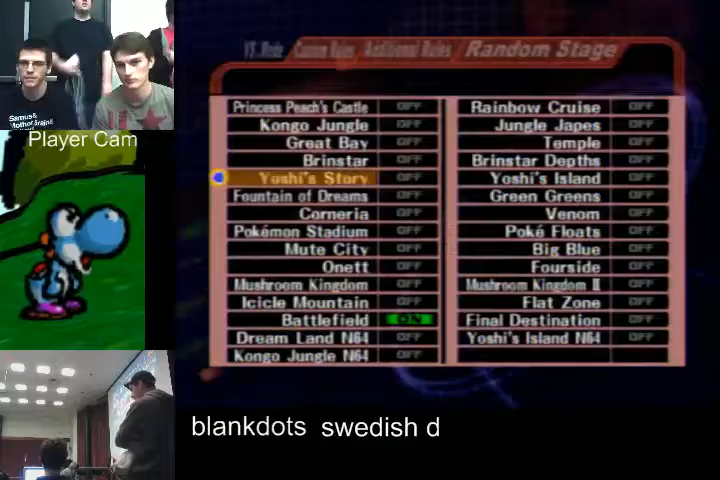 VS. Mode / Custom Rules / Additional Rules / Random Stage
Princess Peach's Castle OFF Rainbow Cruise OFF
Kongo Jungle OFF Jungle Japes OFF
Great Bay OFF Temple OFF
Brinstar OFF Brinstar Depths OFF
Yoshi's Story OFF Yoshi's Island OFF
Fountain of Dreams OFF Green Greens OFF
Corneria OFF Venom OFF
Pokémon Stadium OFF Poké Floats OFF
Mute City OFF Big Blue OFF
Onett OFF Fourside OFF
Mushroom Kingdom OFF Mushroom Kingdom II OFF
Icicle Mountain OFF Flat Zone OFF
Battlefield ON Final Destination OFF
Dream Land N64 OFF Yoshi's Island N64 OFF
Kongo Jungle N64 OFF
Samus &
Player Cam
blankdots swedish d